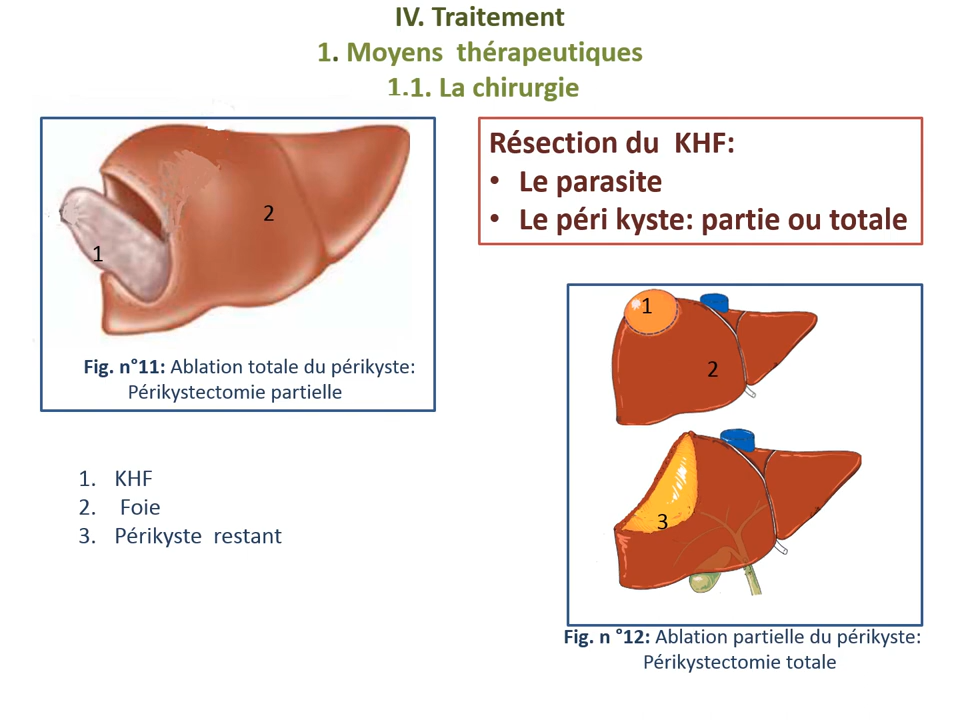 IV. Traitement
1. Moyens thérapeutiques
1.1. La chirurgie
1
2
Fig. n°11: Ablation totale du périkyste:
Périkystectomie partielle
Résection du KHF:
• Le parasite
• Le péri kyste: partie ou totale
1
2
3
Fig. n °12: Ablation partielle du périkyste:
Périkystectomie totale
1. KHF
2. Foie
3. Périkyste restant